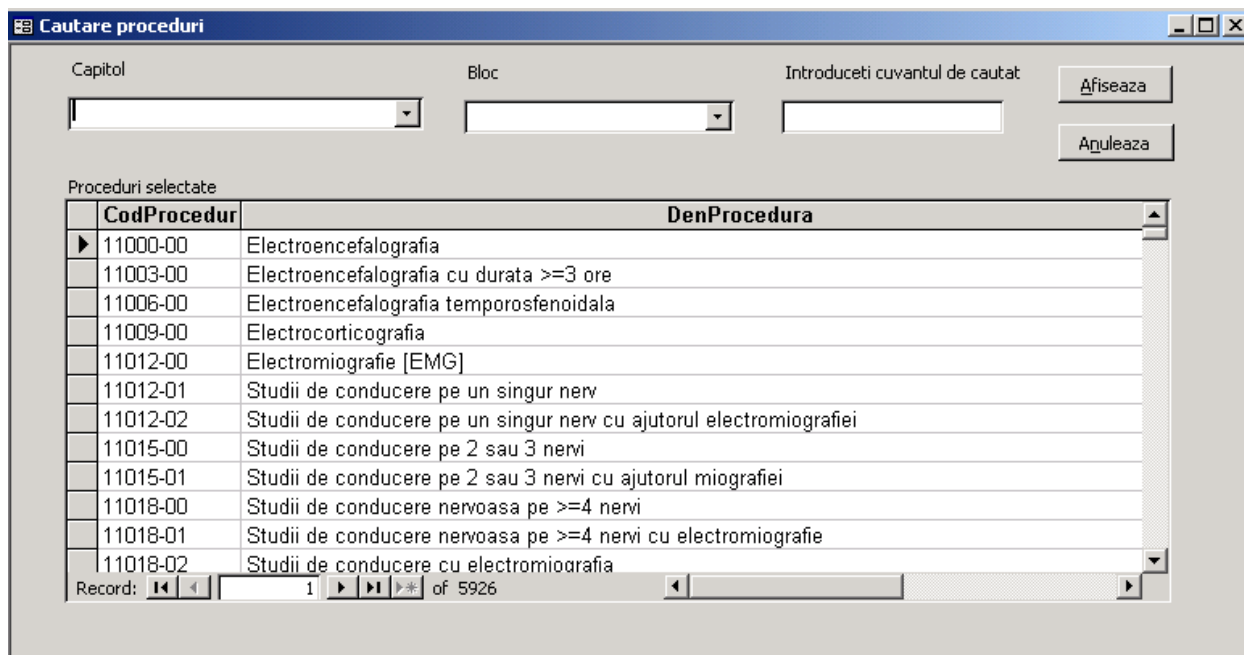 Cautare proceduri
Capitol
Bloc
Introduceti cuvantul de cautat
Afiseaza
Anuleaza
Proceduri selectate
CodProcedur DenProcedura
11000-00 Electroencefalografia
11003-00 Electroencefalografia cu durata >=3 ore
11006-00 Electroencefalografia temporosfenoidala
11009-00 Electrocorticografia
11012-00 Electromiografie [EMG]
11012-01 Studii de conducere pe un singur nerv
11012-02 Studii de conducere pe un singur nerv cu ajutorul electromiografiei
11015-00 Studii de conducere pe 2 sau 3 nervi
11015-01 Studii de conducere pe 2 sau 3 nervi cu ajutorul miografiei
11018-00 Studii de conducere nervoasa pe >=4 nervi
11018-01 Studii de conducere nervoasa pe >=4 nervi cu electromiografie
11018-02 Studii de conducere cu electromiografia
Record: 1 of 5926